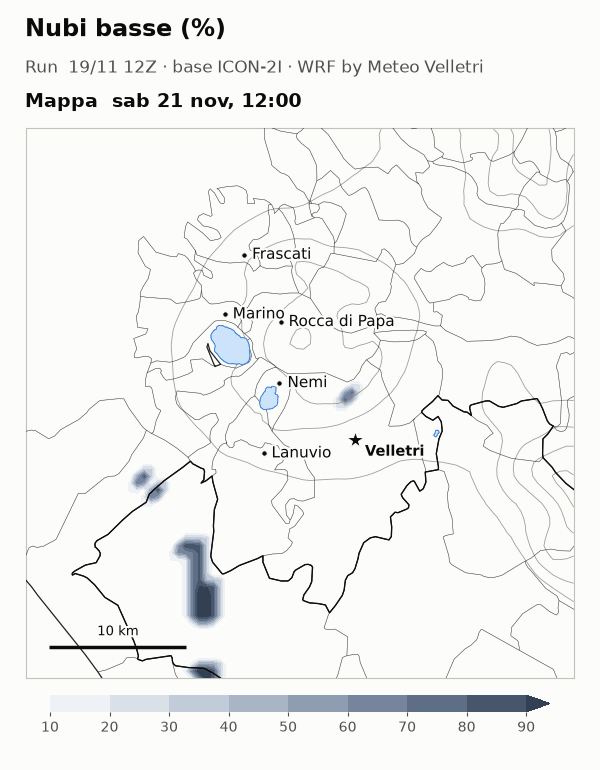 Nubi basse (%)
Run  19/11 12Z · base ICON-2I · WRF by Meteo Velletri
Mappa  sab 21 nov, 12:00
Frascati
Marino
Rocca di Papa
Nemi
Velletri
Lanuvio
10 km
10 20 30 40 50 60 70 80 90